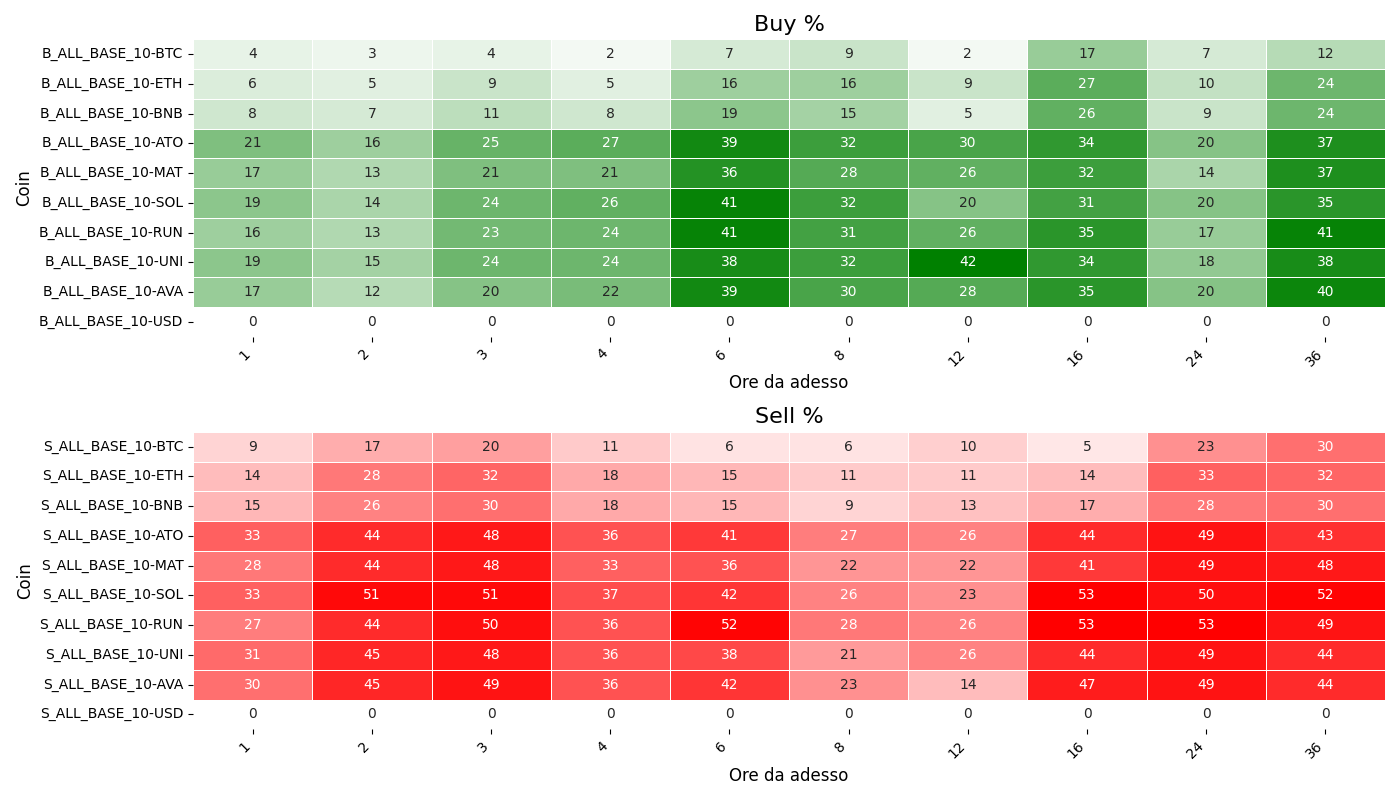 Buy %
Coin
B_ALL_BASE_10-BTC 4 3 4 2 7 9 2 17 7 12
B_ALL_BASE_10-ETH 6 5 9 5 16 16 9 27 10 24
B_ALL_BASE_10-BNB 8 7 11 8 19 15 5 26 9 24
B_ALL_BASE_10-ATO 21 16 25 27 39 32 30 34 20 37
B_ALL_BASE_10-MAT 17 13 21 21 36 28 26 32 14 37
B_ALL_BASE_10-SOL 19 14 24 26 41 32 20 31 20 35
B_ALL_BASE_10-RUN 16 13 23 24 41 31 26 35 17 41
B_ALL_BASE_10-UNI 19 15 24 24 38 32 42 34 18 38
B_ALL_BASE_10-AVA 17 12 20 22 39 30 28 35 20 40
B_ALL_BASE_10-USD 0 0 0 0 0 0 0 0 0 0
1 2 3 4 6 8 12 16 24 36
Ore da adesso
Sell %
Coin
S_ALL_BASE_10-BTC 9 17 20 11 6 6 10 5 23 30
S_ALL_BASE_10-ETH 14 28 32 18 15 11 11 14 33 32
S_ALL_BASE_10-BNB 15 26 30 18 15 9 13 17 28 30
S_ALL_BASE_10-ATO 33 44 48 36 41 27 26 44 49 43
S_ALL_BASE_10-MAT 28 44 48 33 36 22 22 41 49 48
S_ALL_BASE_10-SOL 33 51 51 37 42 26 23 53 50 52
S_ALL_BASE_10-RUN 27 44 50 36 52 28 26 53 53 49
S_ALL_BASE_10-UNI 31 45 48 36 38 21 26 44 49 44
S_ALL_BASE_10-AVA 30 45 49 36 42 23 14 47 49 44
S_ALL_BASE_10-USD 0 0 0 0 0 0 0 0 0 0
1 2 3 4 6 8 12 16 24 36
Ore da adesso